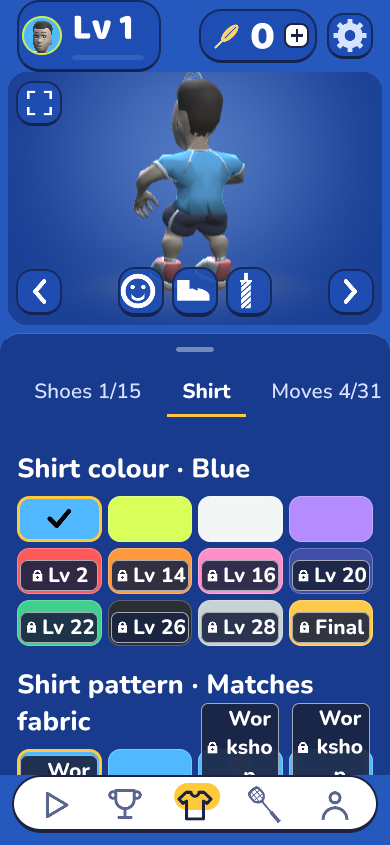 Lv 1
0
Shoes 1/15 Shirt Moves 4/31
Shirt colour · Blue
Lv 2 Lv 14 Lv 16 Lv 20
Lv 22 Lv 26 Lv 28 Final
Shirt pattern · Matches
fabric
Wor
Wor
ksho
Wor
ksho